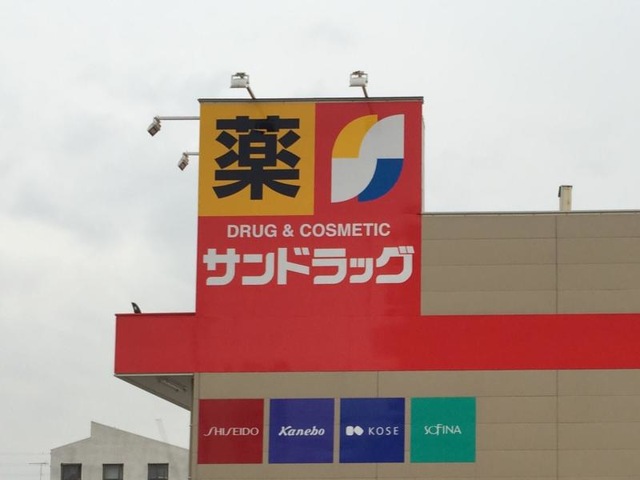 薬
DRUG & COSMETIC
サンドラッグ
SHISEIDO Kanebo KOSE SOFINA